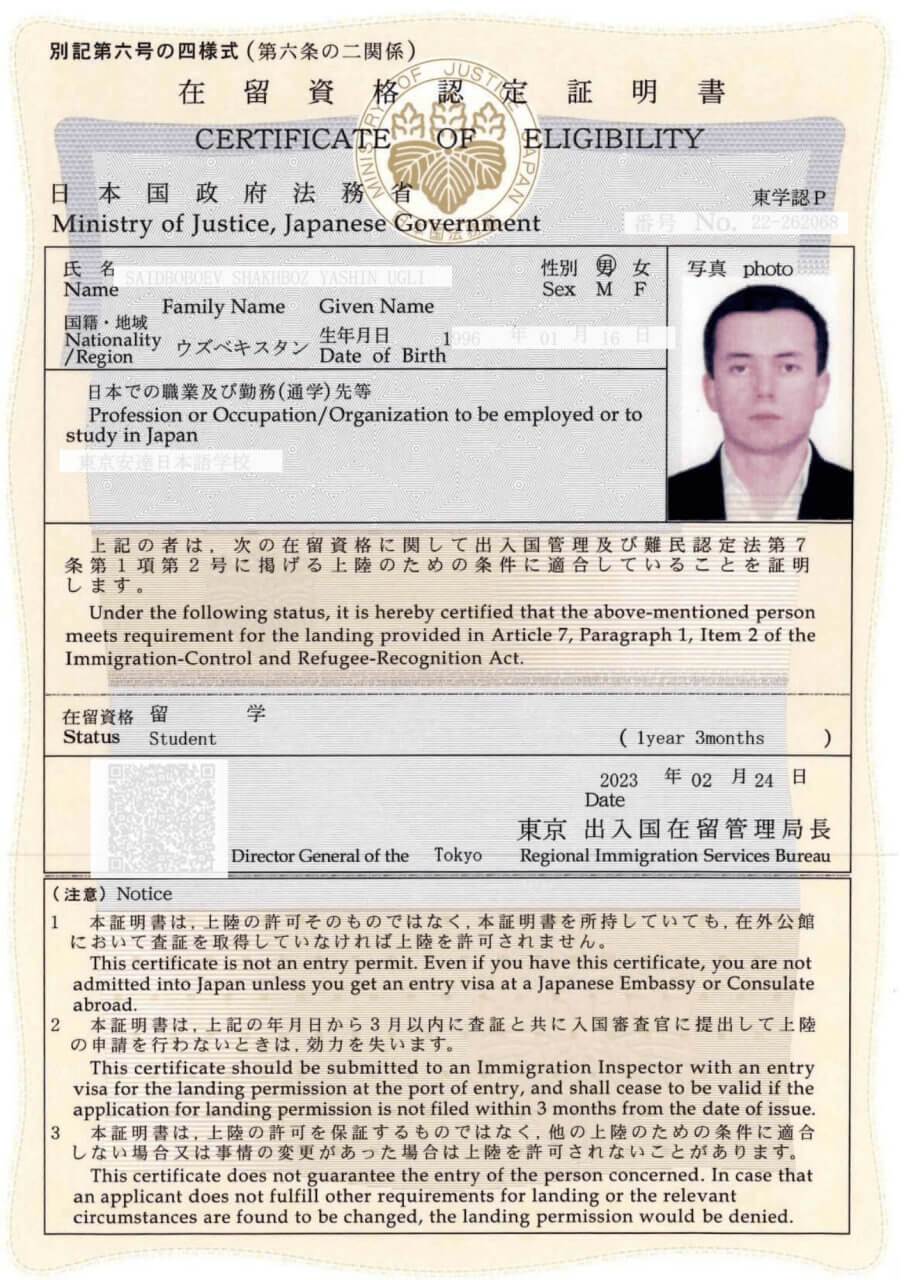 別記第六号の四様式(第六条の二関係)
在留資格認定証明書
CERTIFICATE OF ELIGIBILITY
MINISTRY OF JUSTICE, JAPAN
日本国政府法務省
Ministry of Justice, Japanese Government
東学認P
番号 No. 22-262068
氏 名 SAIDBOBOEV SHAKHBOZ YASHIN UGLI
Name
Family Name Given Name
性別 男 女
Sex M F
写真 photo
国籍・地域
Nationality
/Region
ウズベキスタン
生年月日 1996 年 01 月 16 日
Date of Birth
日本での職業及び勤務(通学)先等
Profession or Occupation/Organization to be employed or to
study in Japan
東京安達日本語学校
上記の者は, 次の在留資格に関して出入国管理及び難民認定法第7
条第1項第2号に掲げる上陸のための条件に適合していることを証明
します。
Under the following status, it is hereby certified that the above-mentioned person
meets requirement for the landing provided in Article 7, Paragraph 1, Item 2 of the
Immigration-Control and Refugee-Recognition Act.
在留資格 留 学
Status Student ( 1year 3months )
2023 年 02 月 24 日
Date
東京 出入国在留管理局長
Director General of the Tokyo Regional Immigration Services Bureau
(注意) Notice
1 本証明書は, 上陸の許可そのものではなく, 本証明書を所持していても, 在外公館
において査証を取得していなければ上陸を許可されません。
This certificate is not an entry permit. Even if you have this certificate, you are not
admitted into Japan unless you get an entry visa at a Japanese Embassy or Consulate
abroad.
2 本証明書は, 上記の年月日から3月以内に査証と共に入国審査官に提出して上陸
の申請を行わないときは, 効力を失います。
This certificate should be submitted to an Immigration Inspector with an entry
visa for the landing permission at the port of entry, and shall cease to be valid if the
application for landing permission is not filed within 3 months from the date of issue.
3 本証明書は, 上陸の許可を保証するものではなく, 他の上陸のための条件に適合
しない場合又は事情の変更があった場合は上陸を許可されないことがあります。
This certificate does not guarantee the entry of the person concerned. In case that
an applicant does not fulfill other requirements for landing or the relevant
circumstances are found to be changed, the landing permission would be denied.